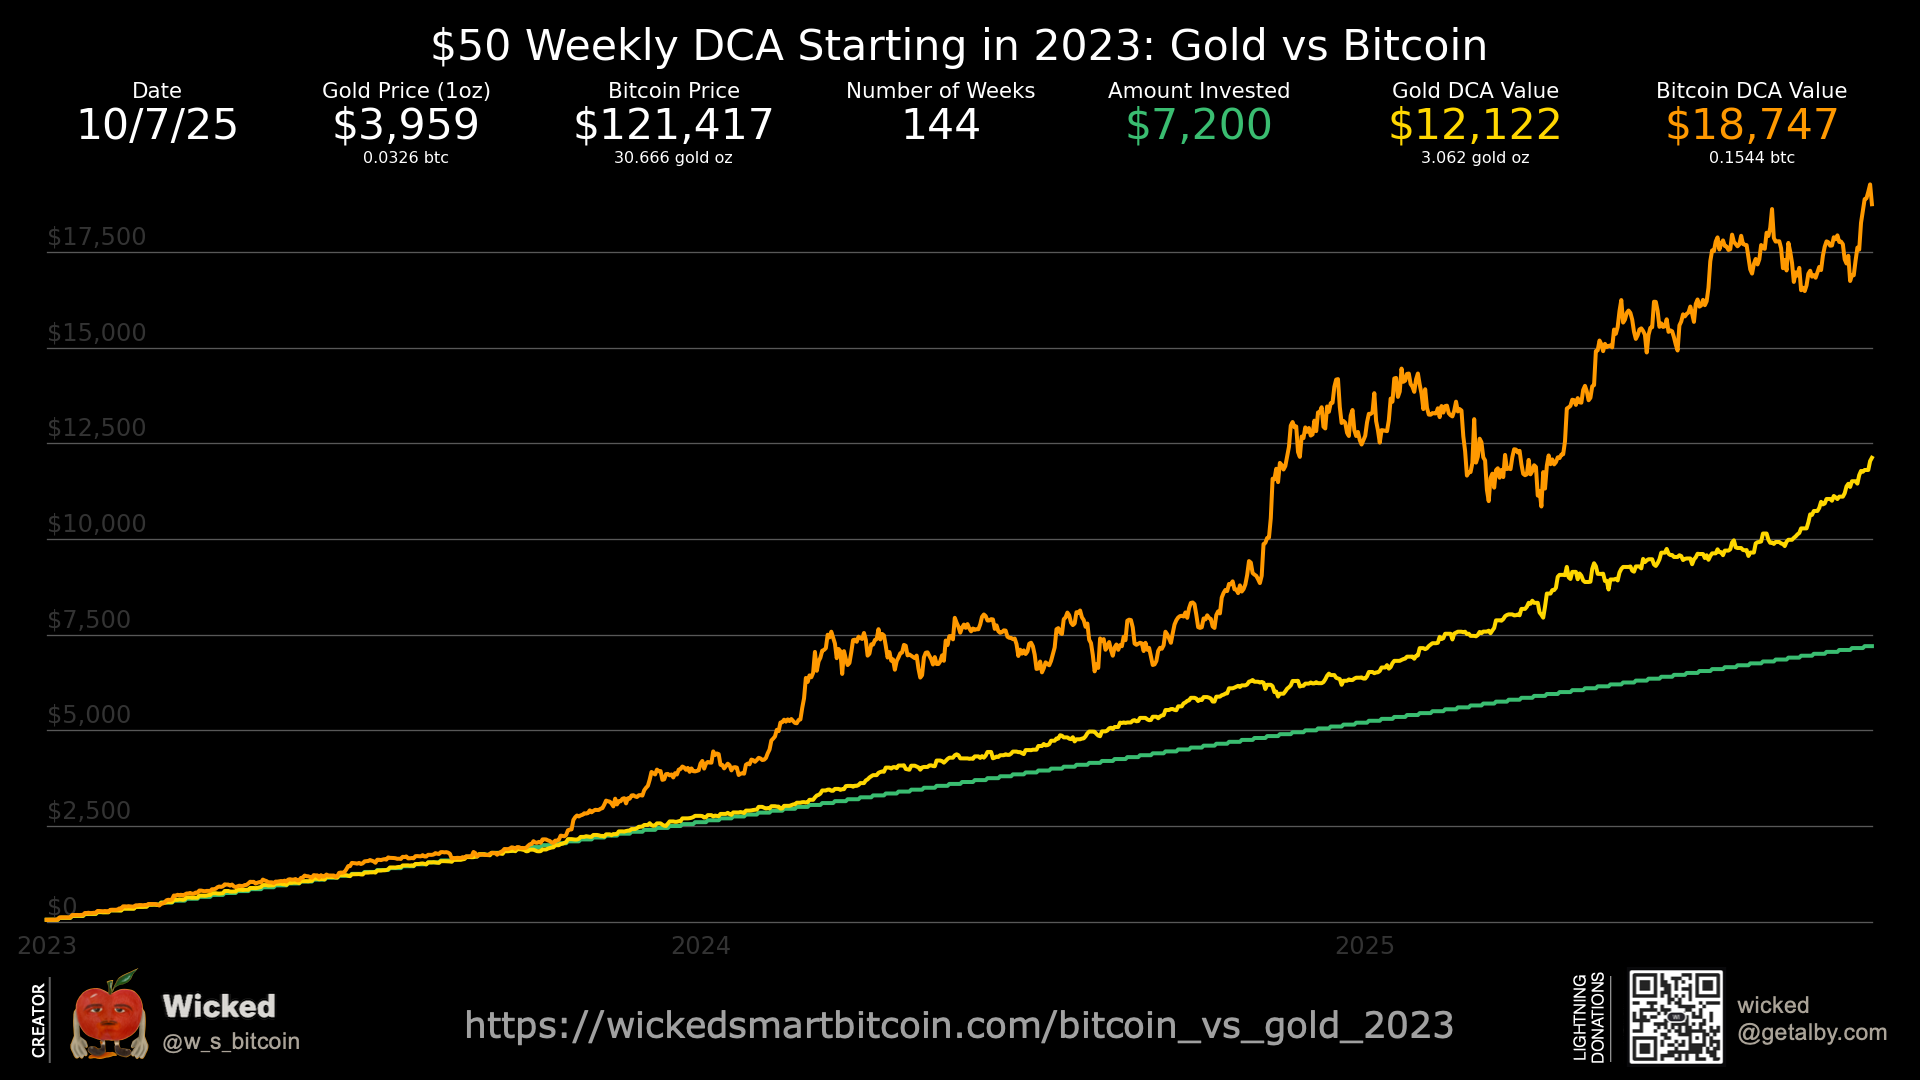 $50 Weekly DCA Starting in 2023: Gold vs Bitcoin
Date
10/7/25
Gold Price (1oz)
$3,959
0.0326 btc
Bitcoin Price
$121,417
30.666 gold oz
Number of Weeks
144
Amount Invested
$7,200
Gold DCA Value
$12,122
3.062 gold oz
Bitcoin DCA Value
$18,747
0.1544 btc
$17,500
$15,000
$12,500
$10,000
$7,500
$5,000
$2,500
$0
2023
2024
2025
CREATOR
Wicked
@w_s_bitcoin
https://wickedsmartbitcoin.com/bitcoin_vs_gold_2023
LIGHTNING
DONATIONS
wicked
@getalby.com